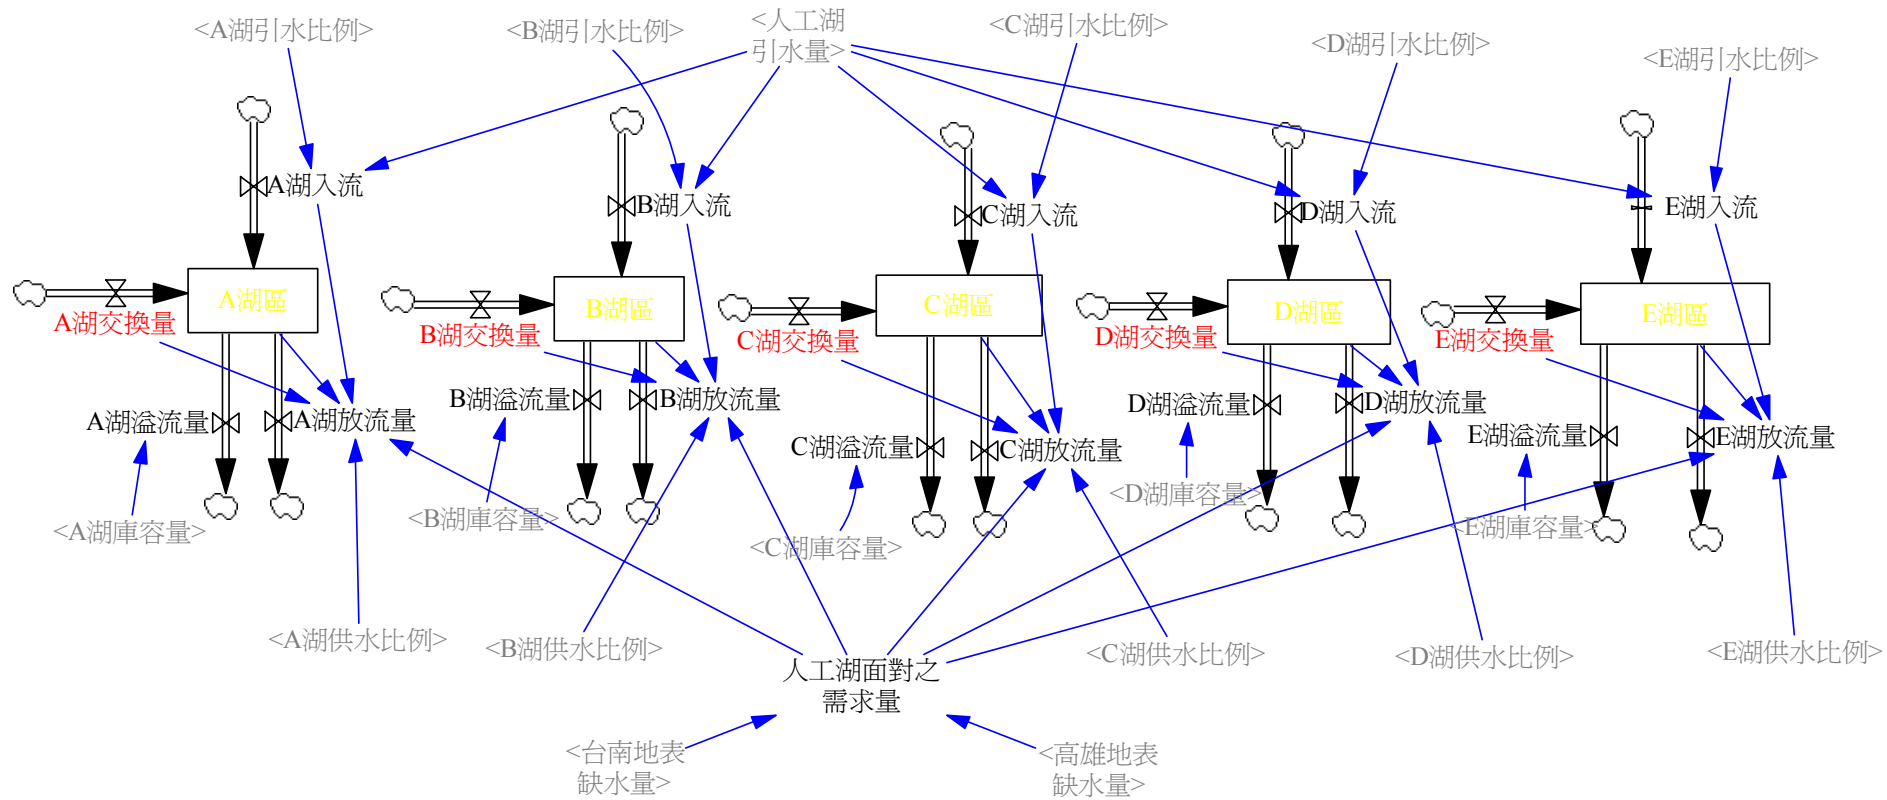 <A湖引水比例>
<B湖引水比例>
<人工湖
引水量>
<C湖引水比例>
<D湖引水比例>
<E湖引水比例>
A湖入流
B湖入流
C湖入流
D湖入流
E湖入流
A湖區
B湖區
C湖區
D湖區
E湖區
A湖交換量
B湖交換量
C湖交換量
D湖交換量
E湖交換量
A湖溢流量
A湖放流量
B湖溢流量
B湖放流量
C湖溢流量
C湖放流量
D湖溢流量
D湖放流量
E湖溢流量
E湖放流量
<A湖庫容量>
<B湖庫容量>
<C湖庫容量>
<D湖庫容量>
<E湖庫容量>
<A湖供水比例>
<B湖供水比例>
<C湖供水比例>
<D湖供水比例>
<E湖供水比例>
人工湖面對之
需求量
<台南地表
缺水量>
<高雄地表
缺水量>